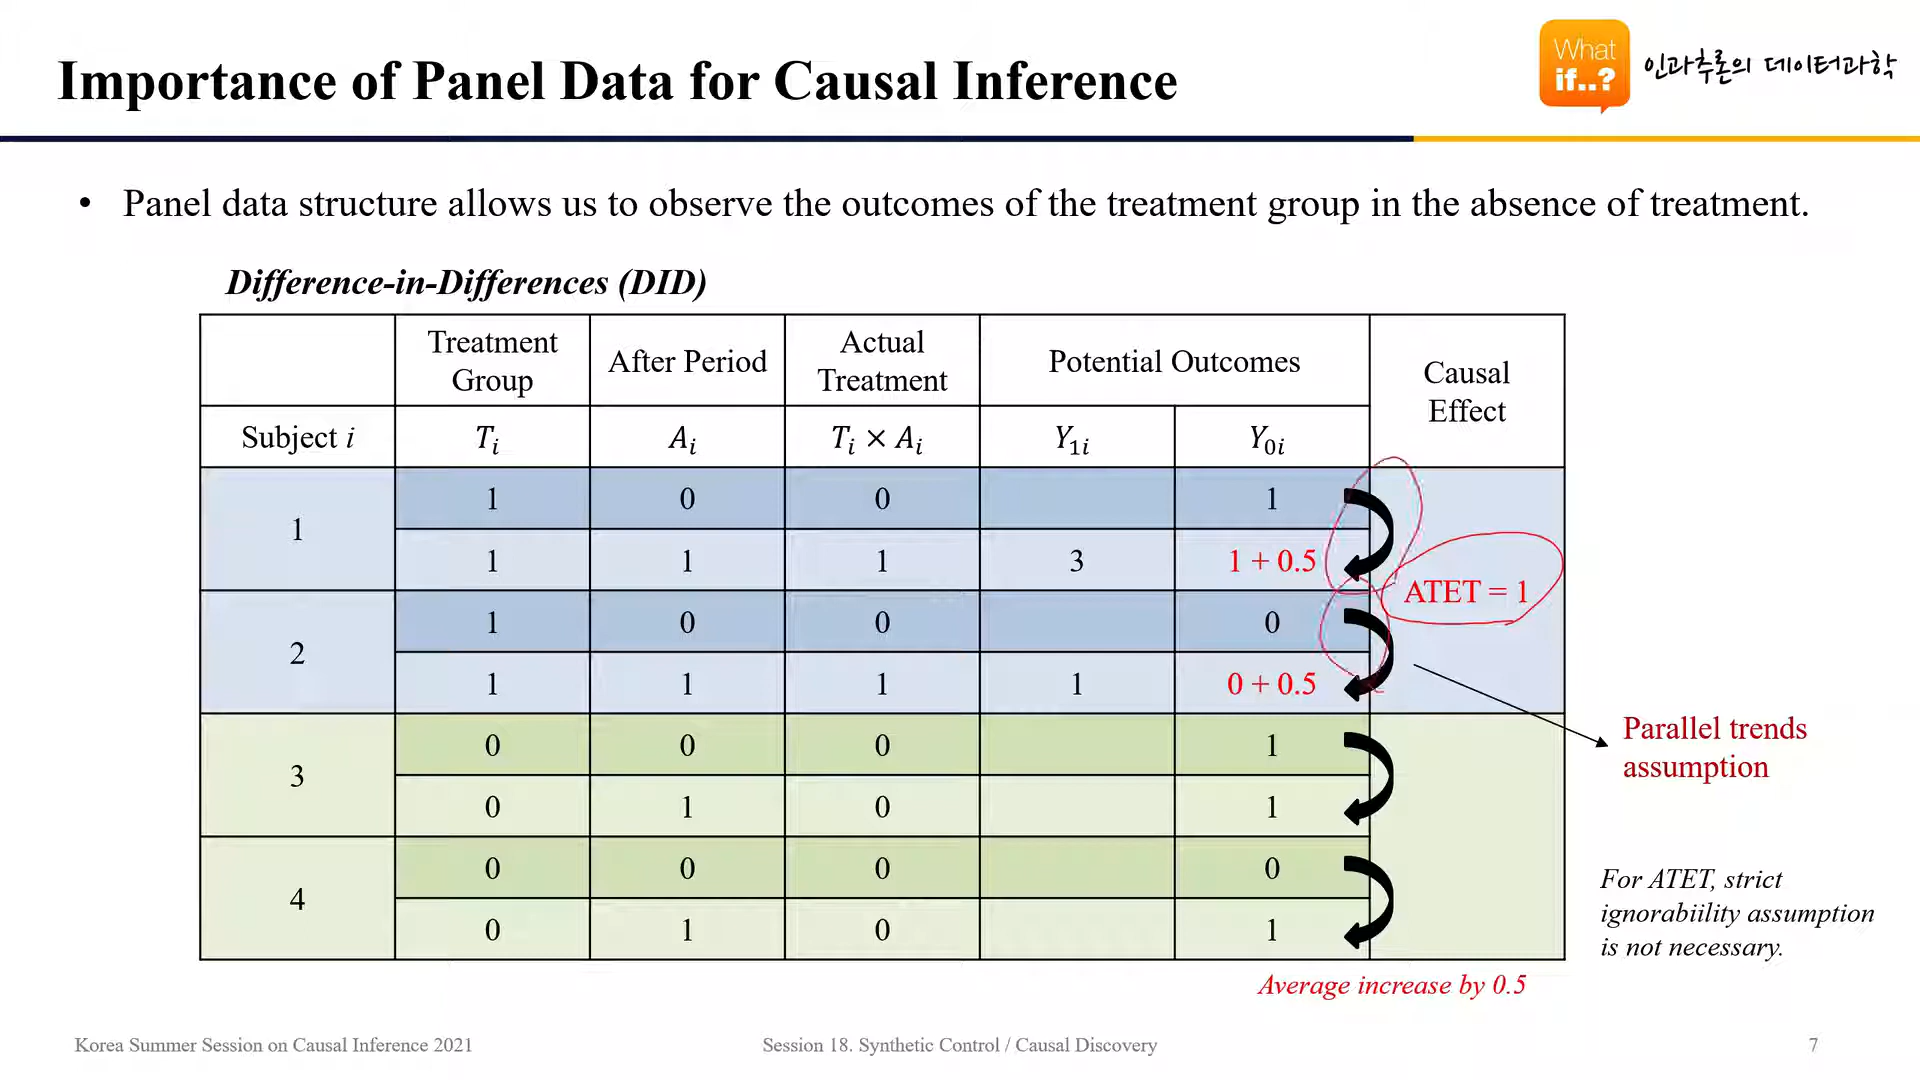 Importance of Panel Data for Causal Inference
What
if..?
인과추론의 데이터과학
• Panel data structure allows us to observe the outcomes of the treatment group in the absence of treatment.
Difference-in-Differences (DID)
Treatment Group
After Period
Actual Treatment
Potential Outcomes
Causal Effect
Subject i Tᵢ Aᵢ Tᵢ × Aᵢ Y₁ᵢ Y₀ᵢ
1
1 0 0 1
1 1 1 3 1 + 0.5
ATET = 1
2
1 0 0 0
1 1 1 1 0 + 0.5
Parallel trends
assumption
3
0 0 0 1
0 1 0 1
4
0 0 0 0
0 1 0 1
For ATET, strict
ignorabiility assumption
is not necessary.
Average increase by 0.5
Korea Summer Session on Causal Inference 2021
Session 18. Synthetic Control / Causal Discovery
7